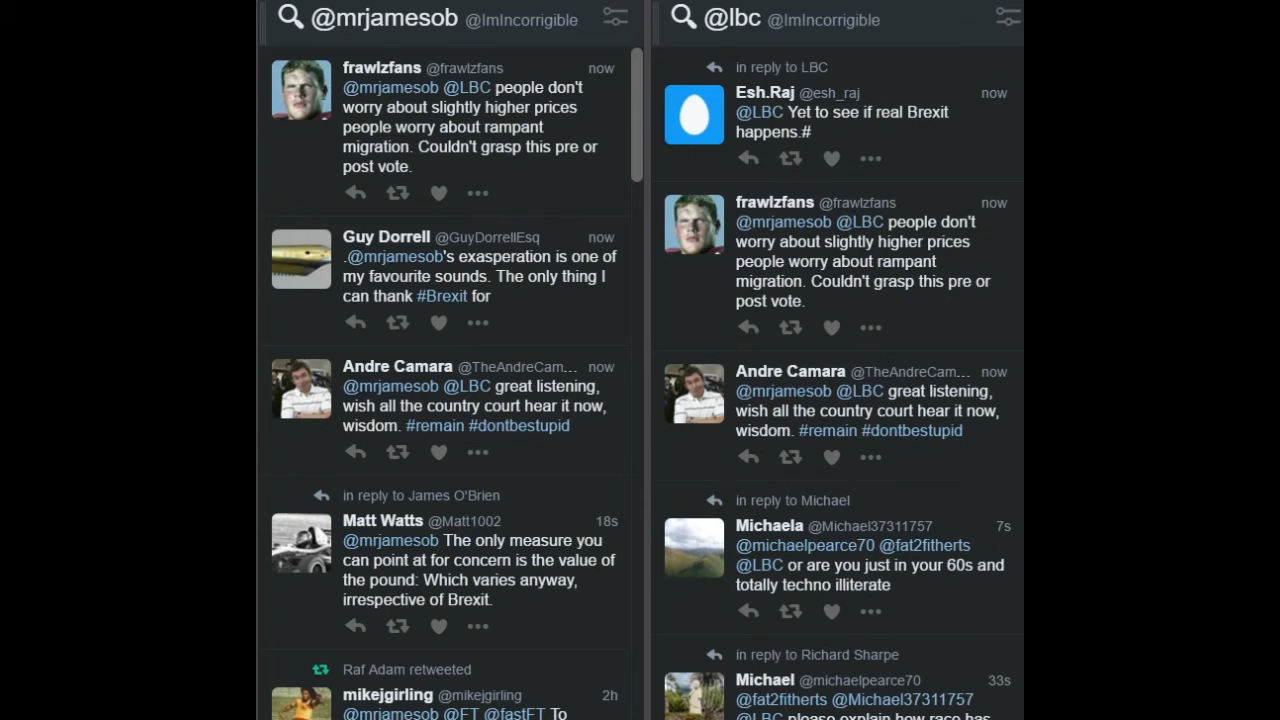 @mrjamesob @ImIncorrigible
frawlzfans @frawlzfans now
@mrjamesob @LBC people don't
worry about slightly higher prices
people worry about rampant
migration. Couldn't grasp this pre or
post vote.
Guy Dorrell @GuyDorrellEsq now
.@mrjamesob's exasperation is one of
my favourite sounds. The only thing I
can thank #Brexit for
Andre Camara @TheAndreCam... now
@mrjamesob @LBC great listening,
wish all the country court hear it now,
wisdom. #remain #dontbestupid
in reply to James O'Brien
Matt Watts @Matt1002 18s
@mrjamesob The only measure you
can point at for concern is the value of
the pound: Which varies anyway,
irrespective of Brexit.
Raf Adam retweeted
mikejgirling @mikejgirling 2h
@mrjamesob @FT @fastFT To
@lbc @ImIncorrigible
in reply to LBC
Esh.Raj @esh_raj now
@LBC Yet to see if real Brexit
happens.#
frawlzfans @frawlzfans now
@mrjamesob @LBC people don't
worry about slightly higher prices
people worry about rampant
migration. Couldn't grasp this pre or
post vote.
Andre Camara @TheAndreCam... now
@mrjamesob @LBC great listening,
wish all the country court hear it now,
wisdom. #remain #dontbestupid
in reply to Michael
Michaela @Michael37311757 7s
@michaelpearce70 @fat2fitherts
@LBC or are you just in your 60s and
totally techno illiterate
in reply to Richard Sharpe
Michael @michaelpearce70 33s
@fat2fitherts @Michael37311757
@LBC please explain how race has